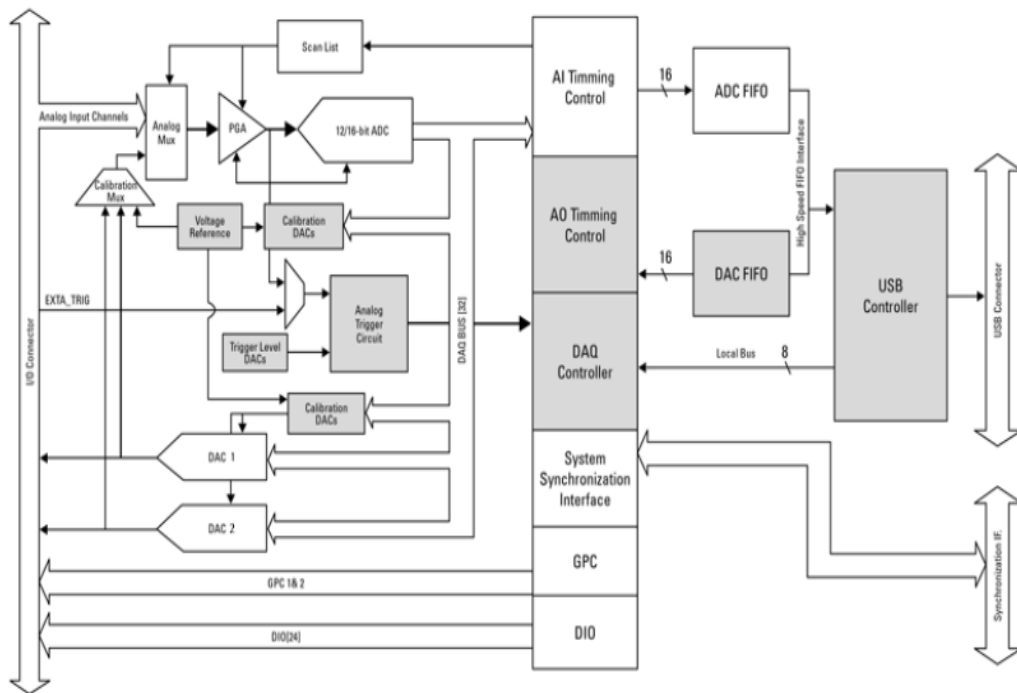 Scan List
AI Timming
Control
16
ADC FIFO
Analog Input Channels
Analog
Mux
PGA
12/16-bit ADC
Calibration
Mux
Voltage
Reference
Calibration
DACs
AO Timming
Control
High Speed FIFO Interface
16
DAC FIFO
USB
Controller
USB Connector
EXTA_TRIG
Analog
Trigger
Circuit
Trigger Level
DACs
DAQ BUS [32]
DAQ
Controller
Local Bus
8
I/O Connector
Calibration
DACs
DAC 1
System
Synchronization
Interface
DAC 2
GPC 1& 2
GPC
Synchronization IF.
DIO[24]
DIO